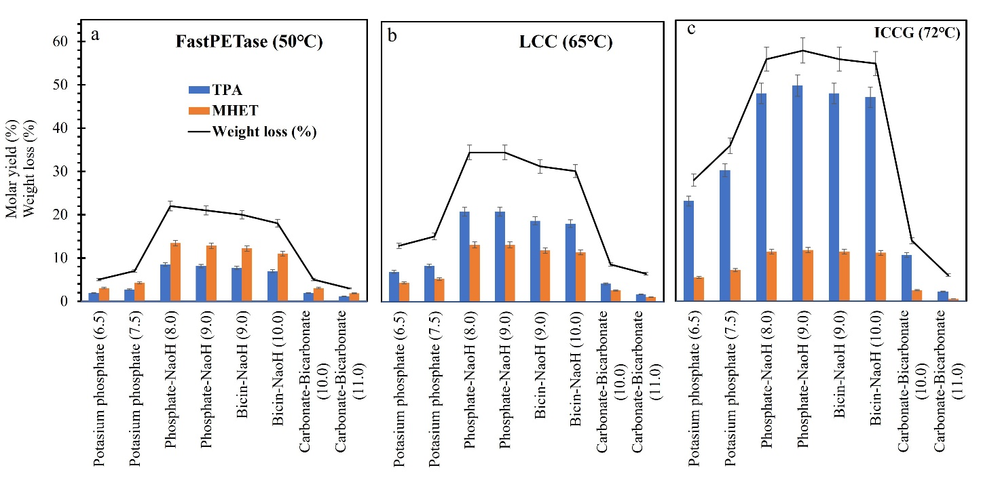 a
FastPETase (50℃)
b
LCC (65℃)
c
ICCG (72℃)
TPA
MHET
Weight loss (%)
Molar yield (%)
Weight loss (%)
60
50
40
30
20
10
0
Potasium phosphate (6.5)
Potasium phosphate (7.5)
Phosphate-NaoH (8.0)
Phosphate-NaoH (9.0)
Bicin-NaoH (9.0)
Bicin-NaoH (10.0)
Carbonate-Bicarbonate
(10.0)
Carbonate-Bicarbonate
(11.0)
Potasium phosphate (6.5)
Potasium phosphate (7.5)
Phosphate-NaoH (8.0)
Phosphate-NaoH (9.0)
Bicin-NaoH (9.0)
Bicin-NaoH (10.0)
Carbonate-Bicarbonate
(10.0)
Carbonate-Bicarbonate
(11.0)
Potasium phosphate (6.5)
Potasium phosphate (7.5)
Phosphate-NaoH (8.0)
Phosphate-NaoH (9.0)
Bicin-NaoH (9.0)
Bicin-NaoH (10.0)
Carbonate-Bicarbonate
(10.0)
Carbonate-Bicarbonate
(11.0)